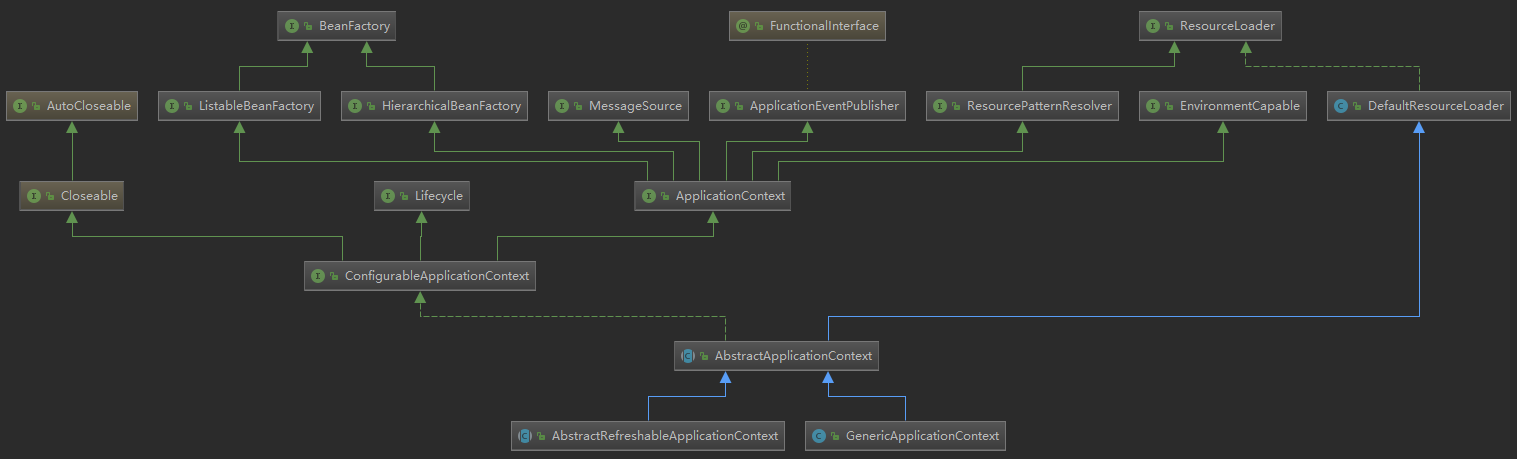 BeanFactory
FunctionalInterface
ResourceLoader
AutoCloseable
ListableBeanFactory
HierarchicalBeanFactory
MessageSource
ApplicationEventPublisher
ResourcePatternResolver
EnvironmentCapable
DefaultResourceLoader
Closeable
Lifecycle
ApplicationContext
ConfigurableApplicationContext
AbstractApplicationContext
AbstractRefreshableApplicationContext
GenericApplicationContext